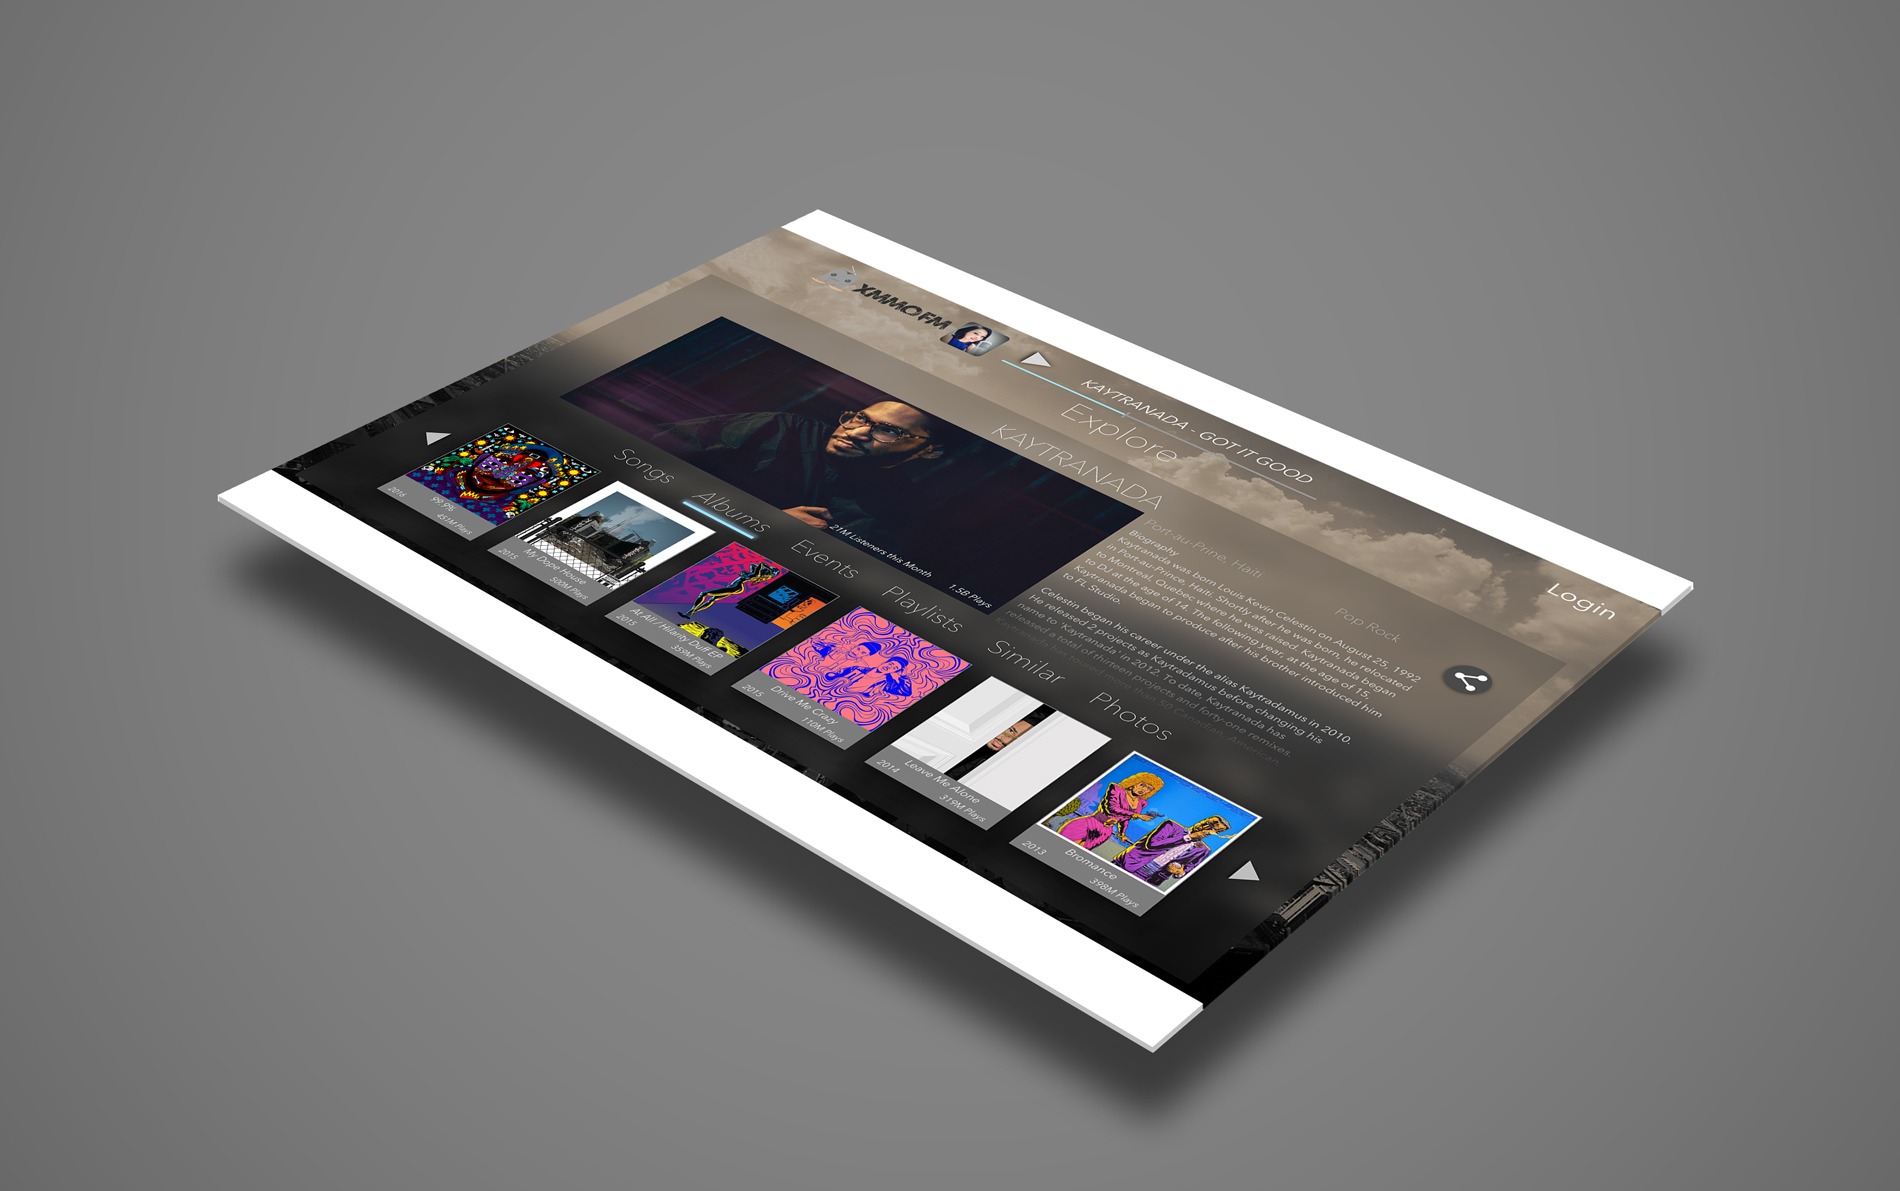 XMMO FM
KAYTRANADA - GOT IT GOOD
Explore
Login
KAYTRANADA
Port-au-Prine, Haiti
Pop Rock
Biography
Kaytranada was born Louis Kevin Celestin on August 25, 1992
in Port-au-Prince, Haiti. Shortly after he was born, he relocated
to Montreal, Quebec where he was raised. Kaytranada began
to DJ at the age of 14. The following year, at the age of 15,
Kaytranada began to produce after his brother introduced him
to FL Studio.
Celestin began his career under the alias Kaytradamus in 2010.
He released 2 projects as Kaytradamus before changing his
name to 'Kaytranada' in 2012. To date, Kaytranada has
released a total of thirteen projects and forty-one remixes.
Kaytranada has toured more than 50 Canadian, American,
21M Listeners this Month
1.5B Plays
Songs
Albums
Events
Playlists
Similar
Photos
2016
99.9%
451M Plays
2015
My Dope House
500M Plays
2015
At All / Hilarity Duff EP
359M Plays
2015
Drive Me Crazy
110M Plays
2014
Leave Me Alone
319M Plays
2013
Bromance
398M Plays